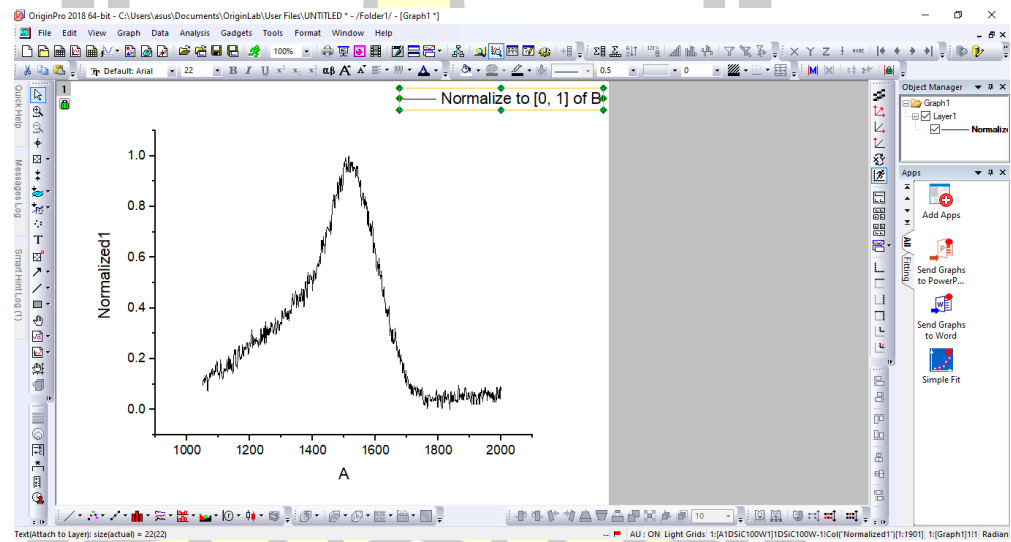 OriginPro 2018 64-bit - C:\Users\asus\Documents\OriginLab\User Files\UNTITLED * - /Folder1/ - [Graph1 *]
File Edit View Graph Data Analysis Gadgets Tools Format Window Help
100%
Default: Arial 22 B I U αβ A A 0.5 0
Quick Help
Messages Log
Smart Hint Log (1)
1
Normalize to [0, 1] of B
1.0
0.8
0.6
0.4
0.2
0.0
Normalized1
1000 1200 1400 1600 1800 2000
A
Object Manager
Graph1
Layer1
Normaliz
Apps
Add Apps
All
Fitting
Send Graphs
to PowerP...
Send Graphs
to Word
Simple Fit
10
Text(Attach to Layer): size(actual) = 22(22)
-- AU : ON Light Grids 1:[A1DSiC100W1]1DSiC100W-1!Col("Normalized1")[1:1901] 1:[Graph1]1!1 Radian